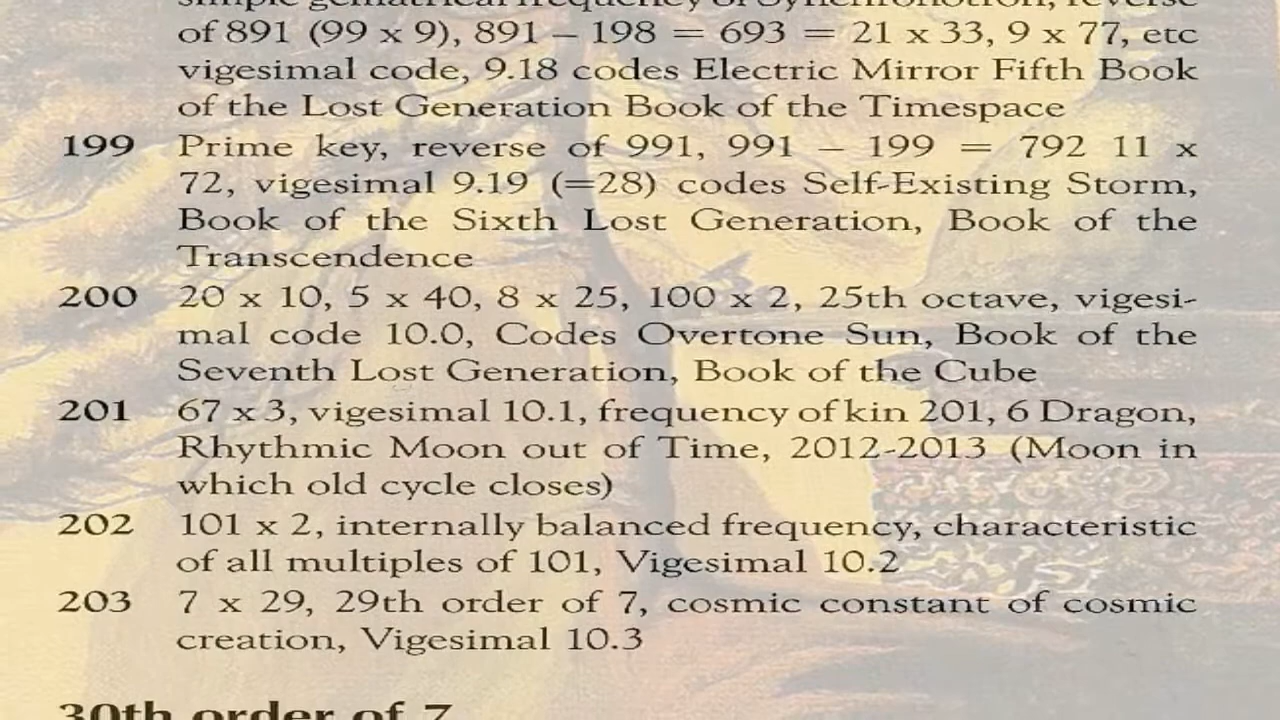 simple gematrical frequency of Synchronotron, reverse
of 891 (99 x 9), 891 – 198 = 693 = 21 x 33, 9 x 77, etc
vigesimal code, 9.18 codes Electric Mirror Fifth Book
of the Lost Generation Book of the Timespace
199 Prime key, reverse of 991, 991 – 199 = 792 11 x
72, vigesimal 9.19 (=28) codes Self-Existing Storm,
Book of the Sixth Lost Generation, Book of the
Transcendence
200 20 x 10, 5 x 40, 8 x 25, 100 x 2, 25th octave, vigesi-
mal code 10.0, Codes Overtone Sun, Book of the
Seventh Lost Generation, Book of the Cube
201 67 x 3, vigesimal 10.1, frequency of kin 201, 6 Dragon,
Rhythmic Moon out of Time, 2012-2013 (Moon in
which old cycle closes)
202 101 x 2, internally balanced frequency, characteristic
of all multiples of 101, Vigesimal 10.2
203 7 x 29, 29th order of 7, cosmic constant of cosmic
creation, Vigesimal 10.3
30th order of 7